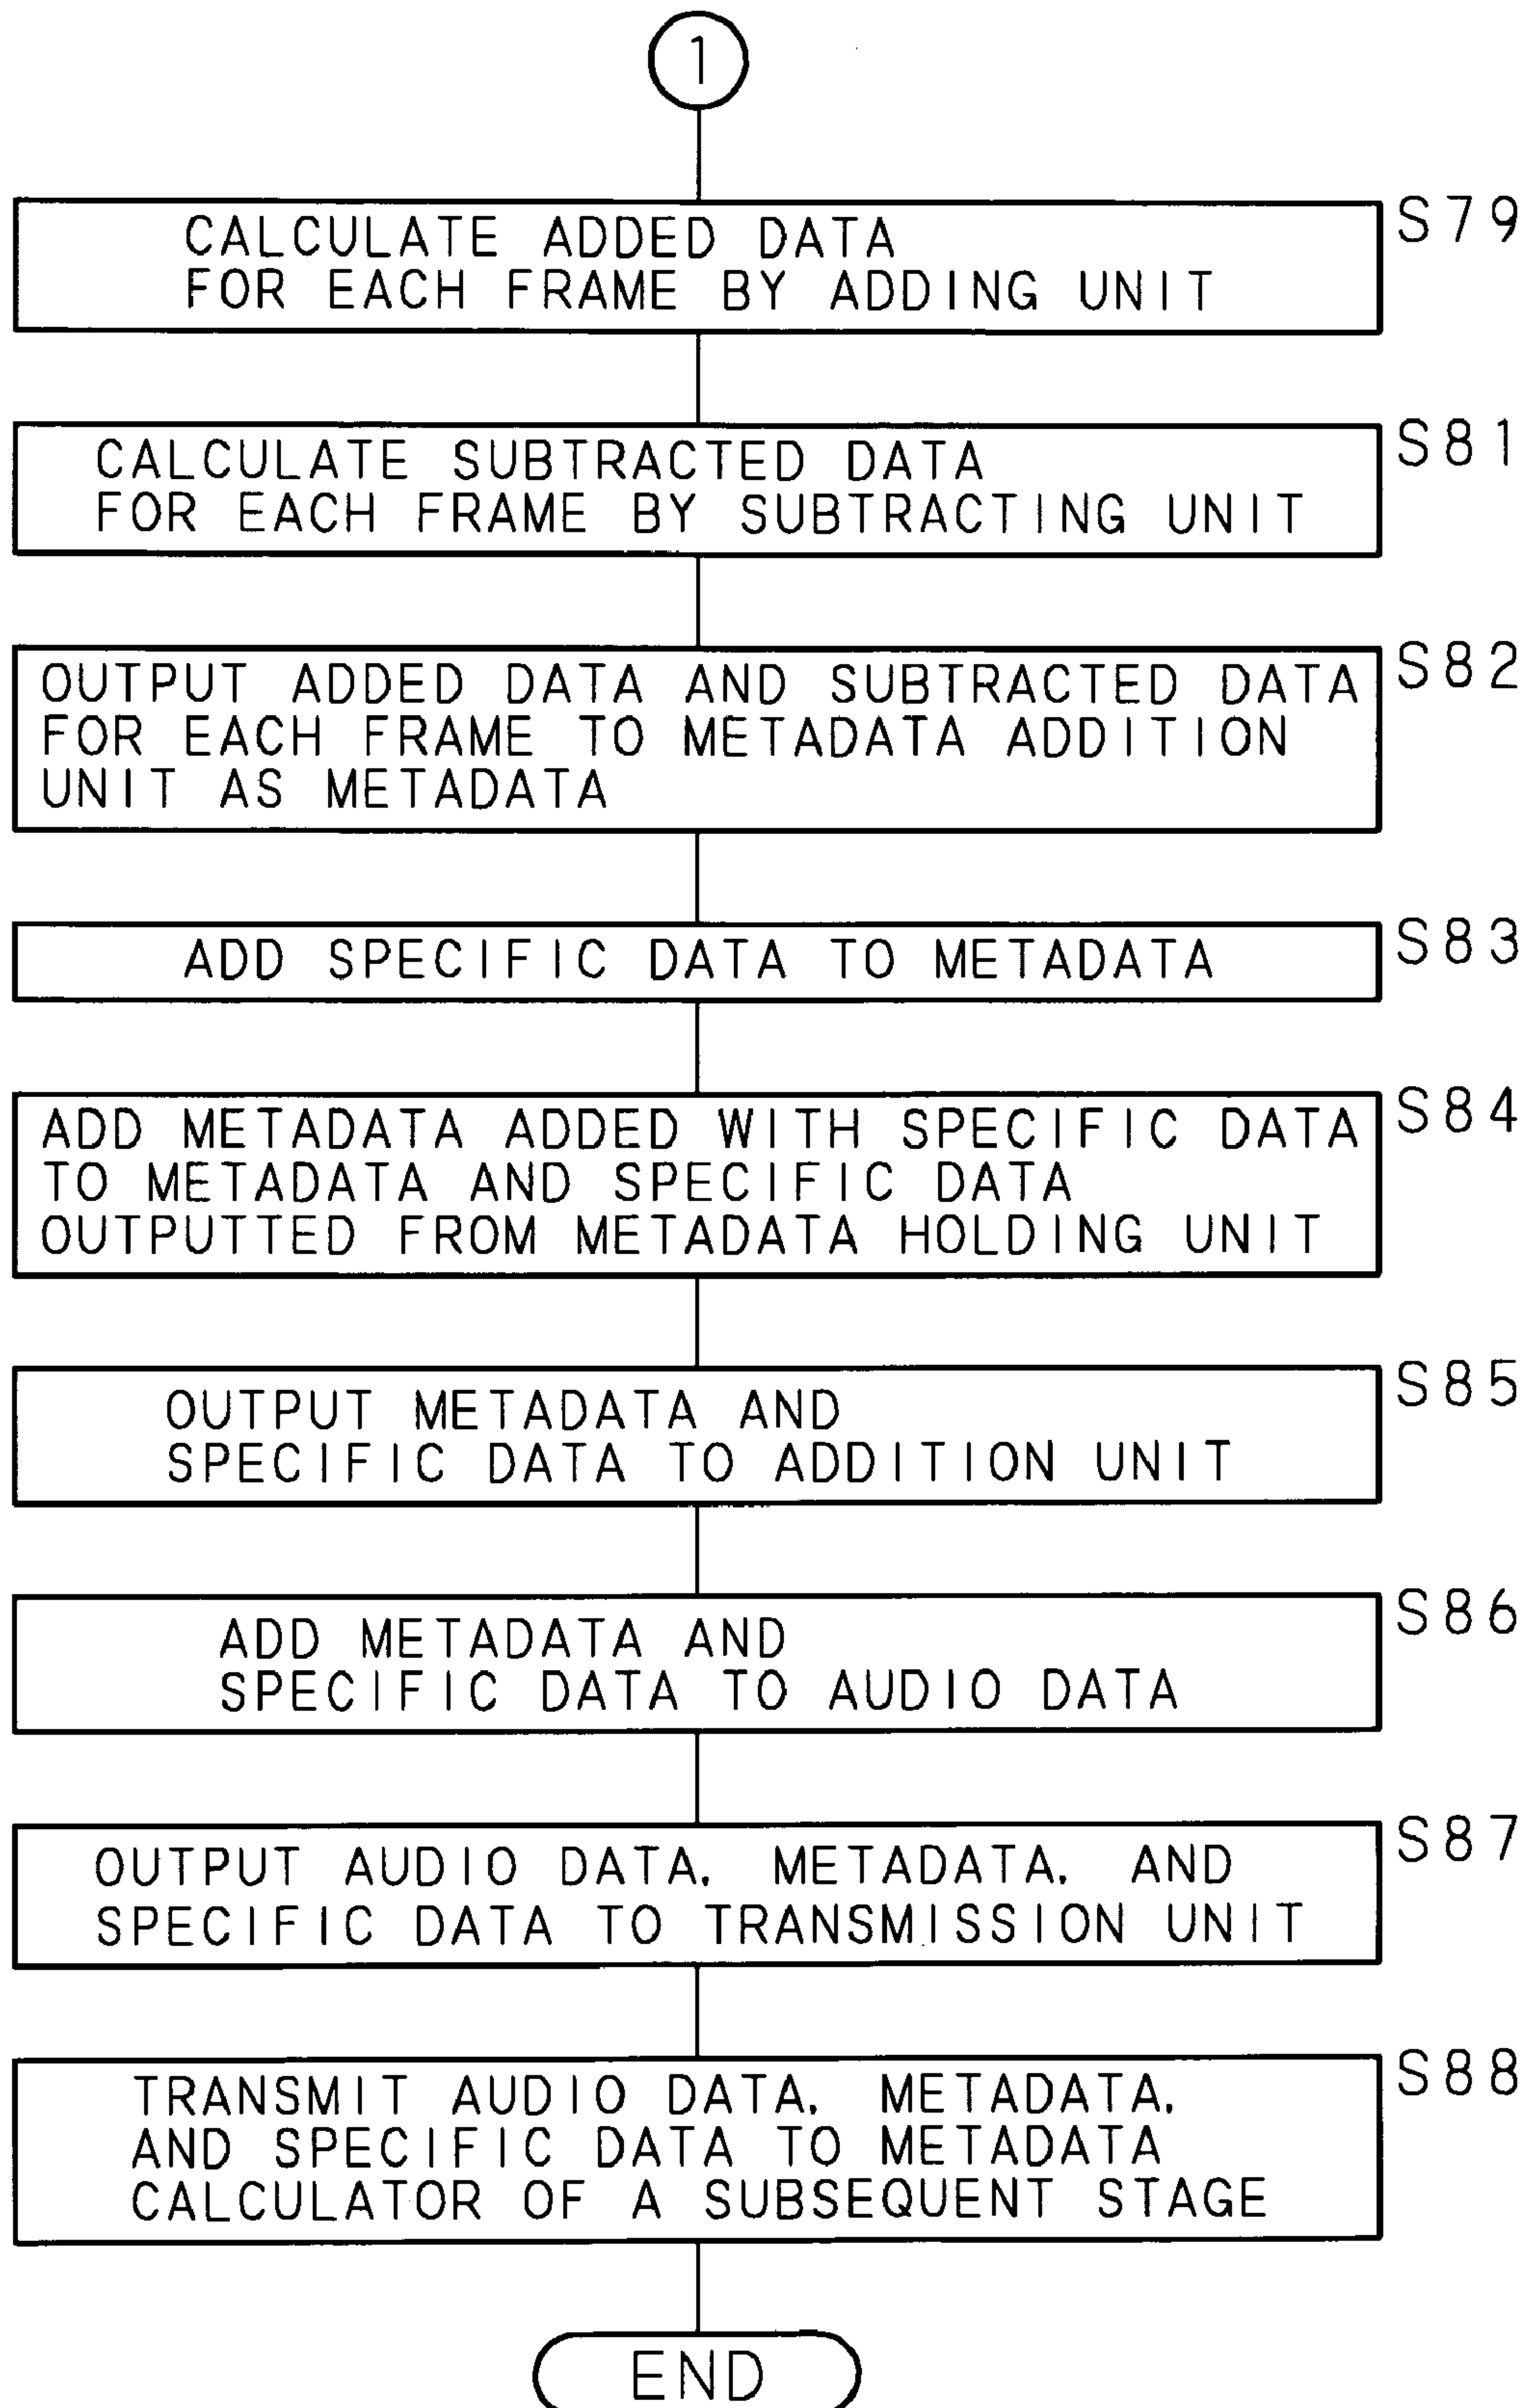 1
CALCULATE ADDED DATA
FOR EACH FRAME BY ADDING UNIT
S79
CALCULATE SUBTRACTED DATA
FOR EACH FRAME BY SUBTRACTING UNIT
S81
OUTPUT ADDED DATA AND SUBTRACTED DATA
FOR EACH FRAME TO METADATA ADDITION
UNIT AS METADATA
S82
ADD SPECIFIC DATA TO METADATA
S83
ADD METADATA ADDED WITH SPECIFIC DATA
TO METADATA AND SPECIFIC DATA
OUTPUTTED FROM METADATA HOLDING UNIT
S84
OUTPUT METADATA AND
SPECIFIC DATA TO ADDITION UNIT
S85
ADD METADATA AND
SPECIFIC DATA TO AUDIO DATA
S86
OUTPUT AUDIO DATA, METADATA, AND
SPECIFIC DATA TO TRANSMISSION UNIT
S87
TRANSMIT AUDIO DATA, METADATA,
AND SPECIFIC DATA TO METADATA
CALCULATOR OF A SUBSEQUENT STAGE
S88
END